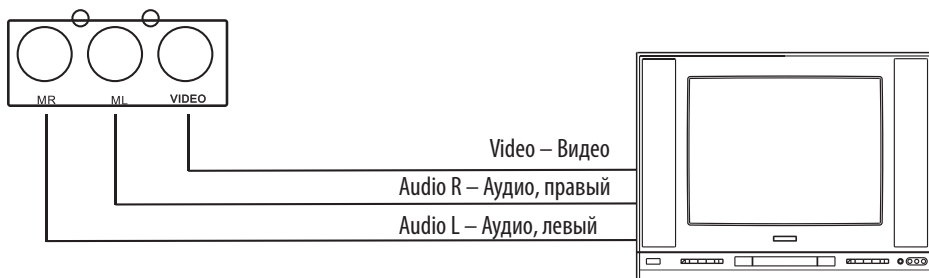 MR ML VIDEO
Video – Видео
Audio R – Аудио, правый
Audio L – Аудио, левый